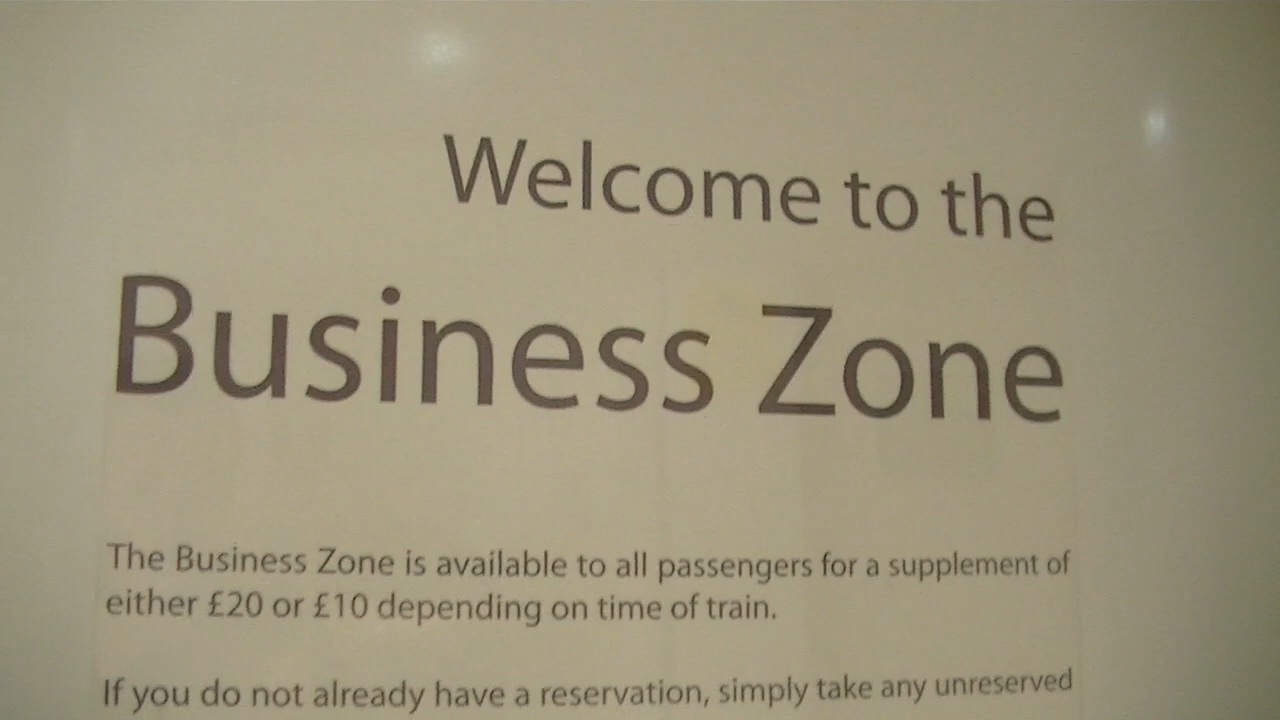 Welcome to the
Business Zone
The Business Zone is available to all passengers for a supplement of
either £20 or £10 depending on time of train.
If you do not already have a reservation, simply take any unreserved